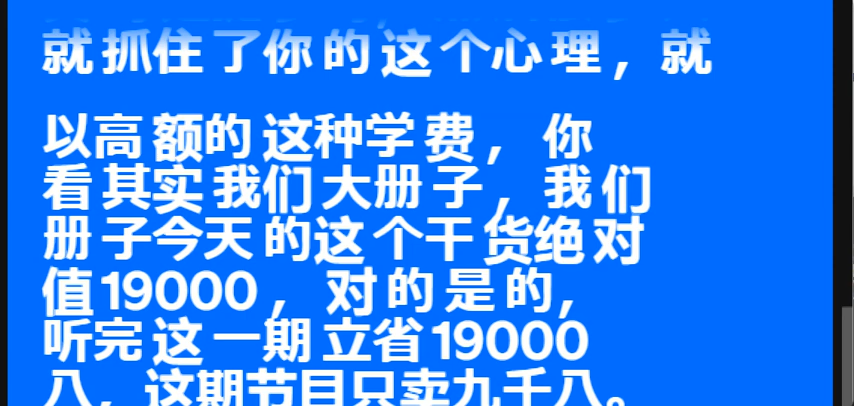 就抓住了你的这个心理，就
以高额的这种学费，你
看其实我们大册子，我们
册子今天的这个干货绝对
值19000，对的是的，
听完这一期立省19000
八，这期节目只卖九千八。